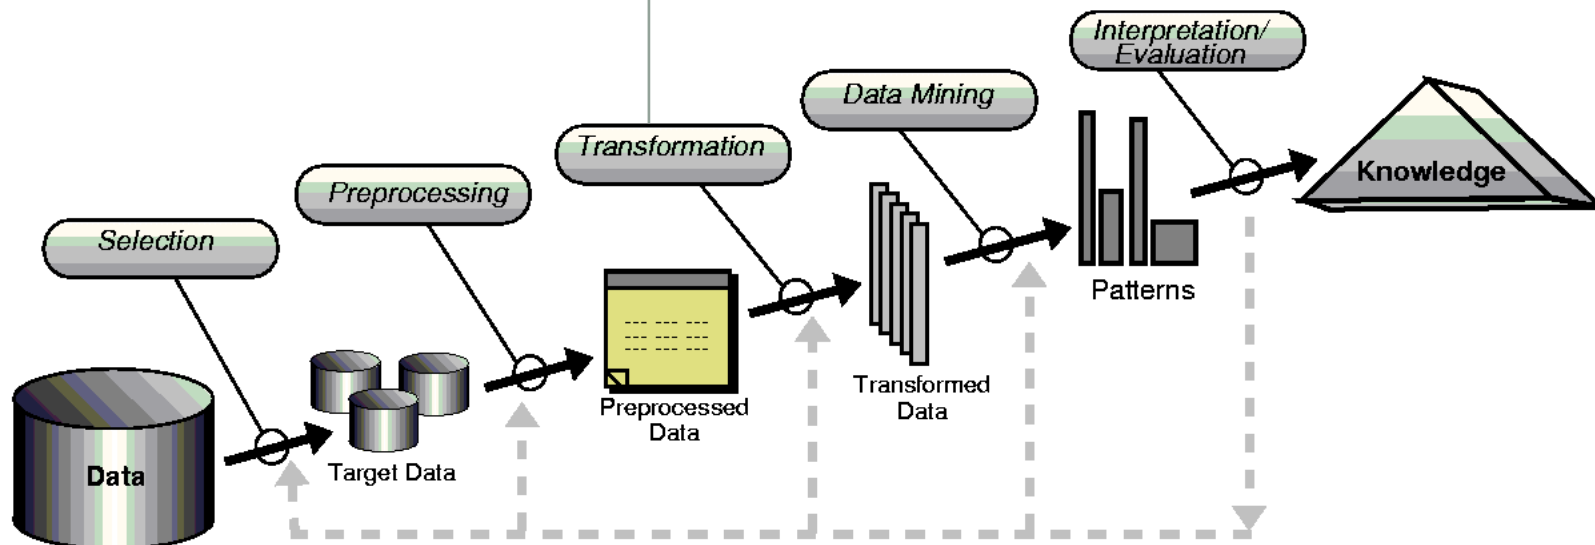 Interpretation/
Evaluation
Data Mining
Transformation
Preprocessing
Selection
Knowledge
Patterns
Transformed
Data
Preprocessed
Data
Target Data
Data